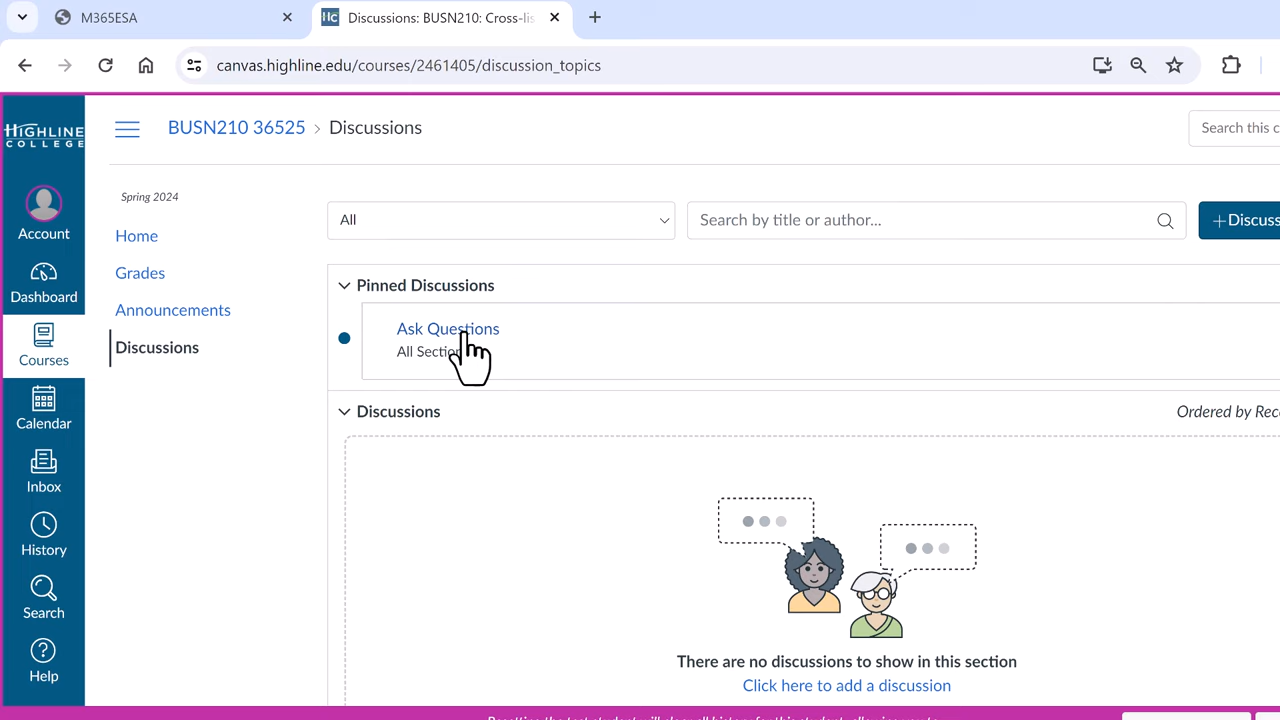 M365ESA
Discussions: BUSN210: Cross-lis
canvas.highline.edu/courses/2461405/discussion_topics
HIGHLINE
COLLEGE
BUSN210 36525 > Discussions
Search this c
Spring 2024
Account
Home
All
Search by title or author...
+Discuss
Grades
Dashboard
Announcements
Pinned Discussions
Discussions
Ask Questions
All Section
Courses
Discussions
Ordered by Rec
Calendar
Inbox
History
Search
There are no discussions to show in this section
Click here to add a discussion
Help